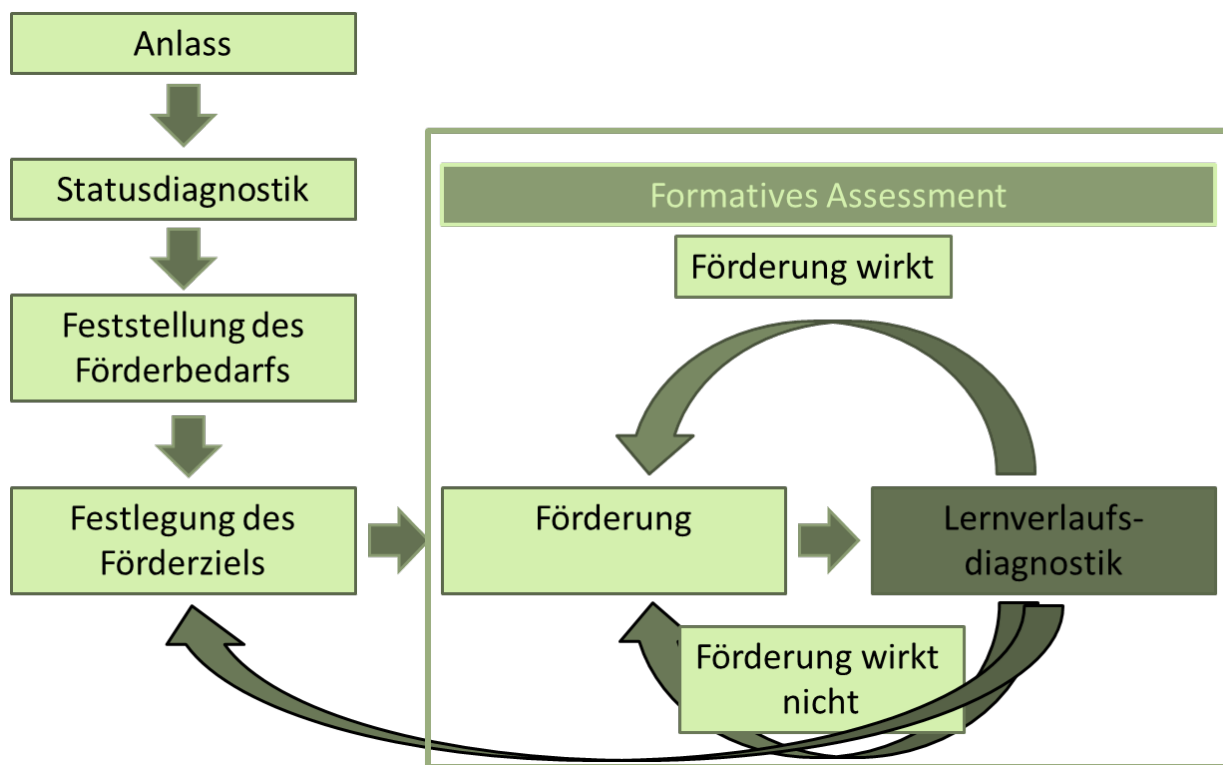 Anlass
Statusdiagnostik
Feststellung des
Förderbedarfs
Festlegung des
Förderziels
Formatives Assessment
Förderung wirkt
Förderung
Lernverlaufs-
diagnostik
Förderung wirkt
nicht